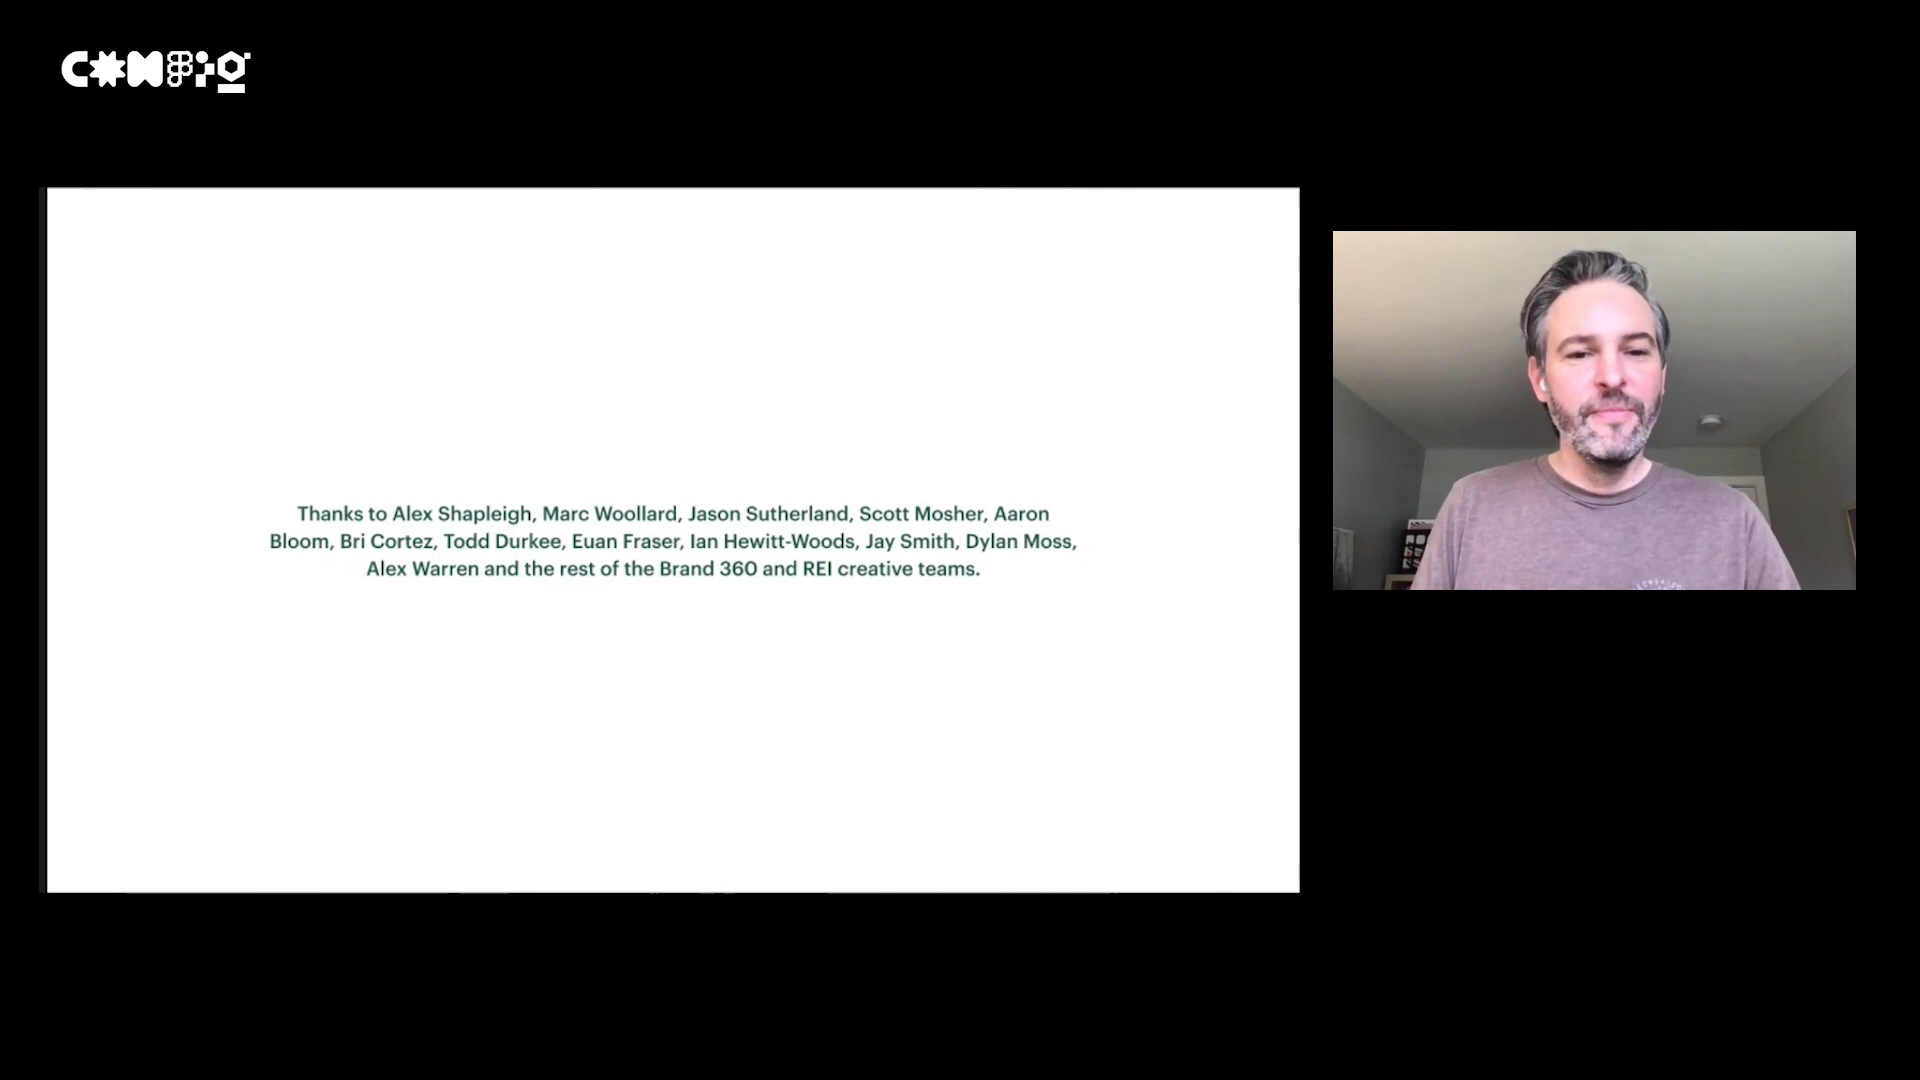 CONFIG
Thanks to Alex Shapleigh, Marc Woollard, Jason Sutherland, Scott Mosher, Aaron
Bloom, Bri Cortez, Todd Durkee, Euan Fraser, Ian Hewitt-Woods, Jay Smith, Dylan Moss,
Alex Warren and the rest of the Brand 360 and REI creative teams.